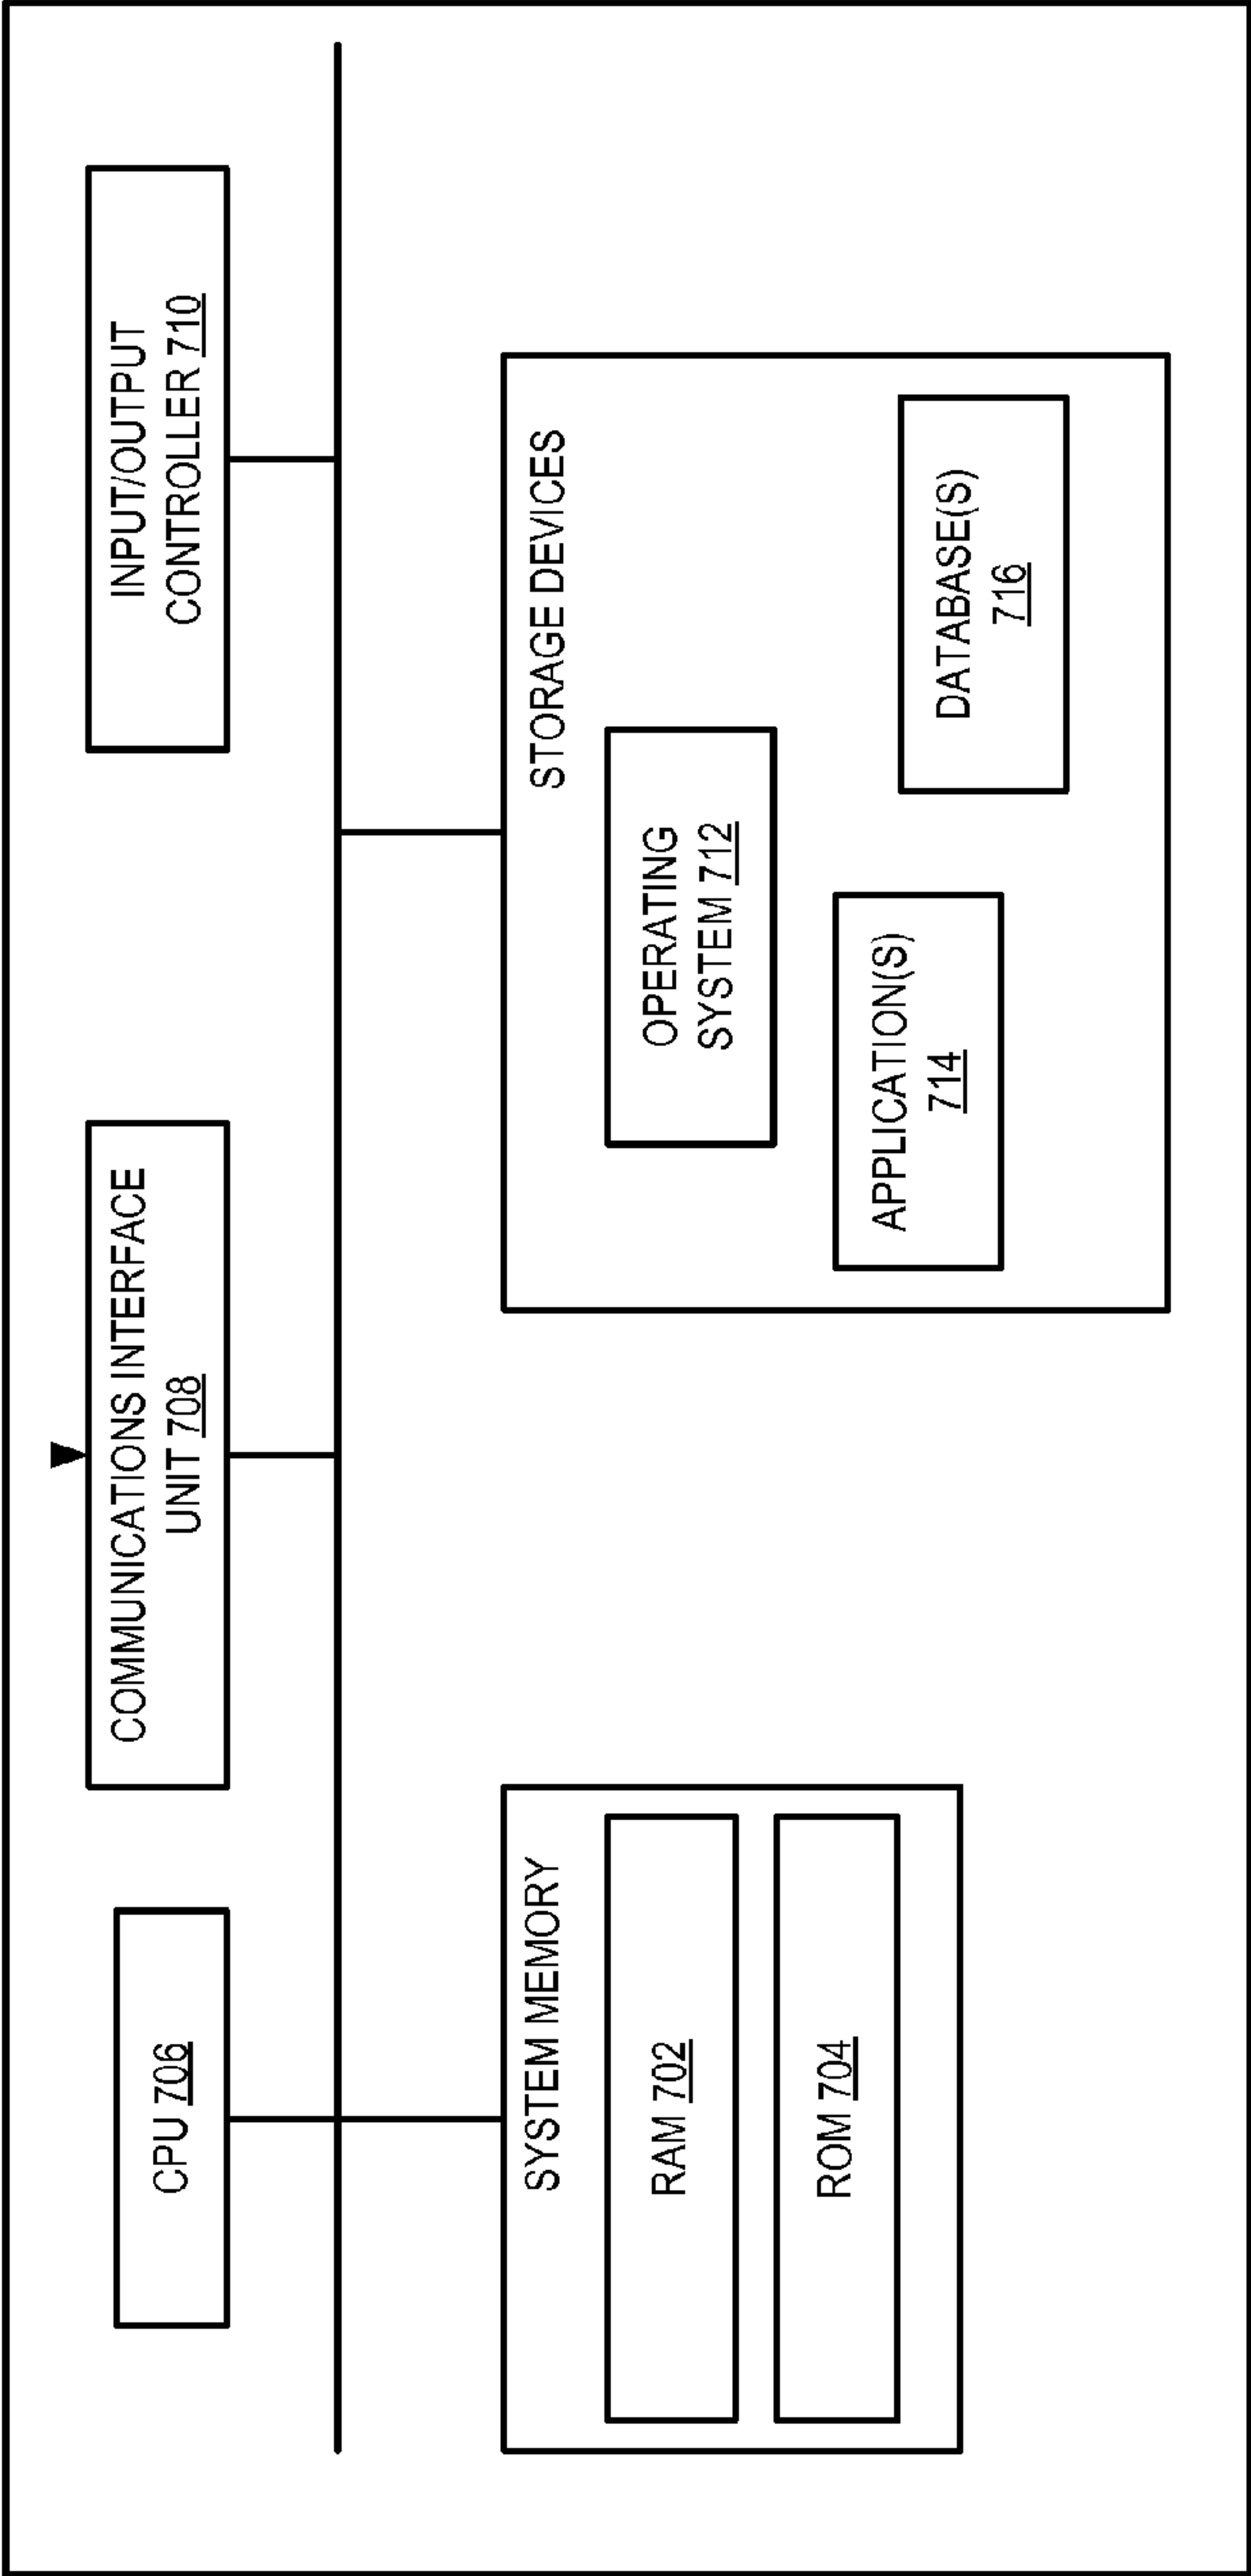 CPU 706
COMMUNICATIONS INTERFACE
UNIT 708
INPUT/OUTPUT
CONTROLLER 710
SYSTEM MEMORY
RAM 702
ROM 704
STORAGE DEVICES
OPERATING
SYSTEM 712
APPLICATION(S)
714
DATABASE(S)
716